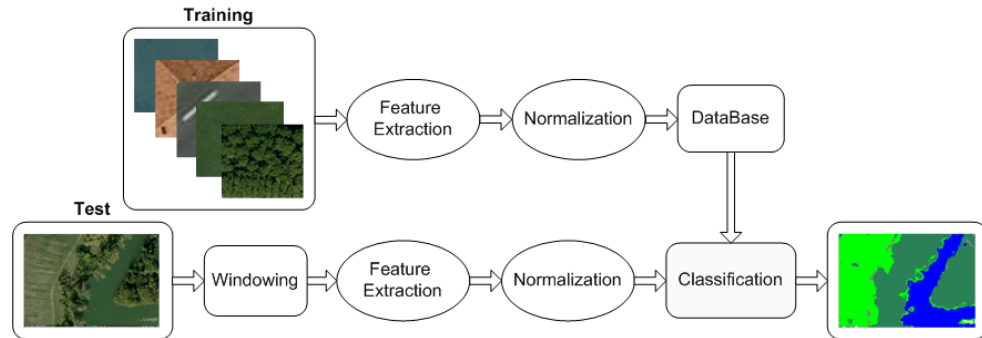 Training
Feature
Extraction
Normalization
DataBase
Test
Windowing
Feature
Extraction
Normalization
Classification